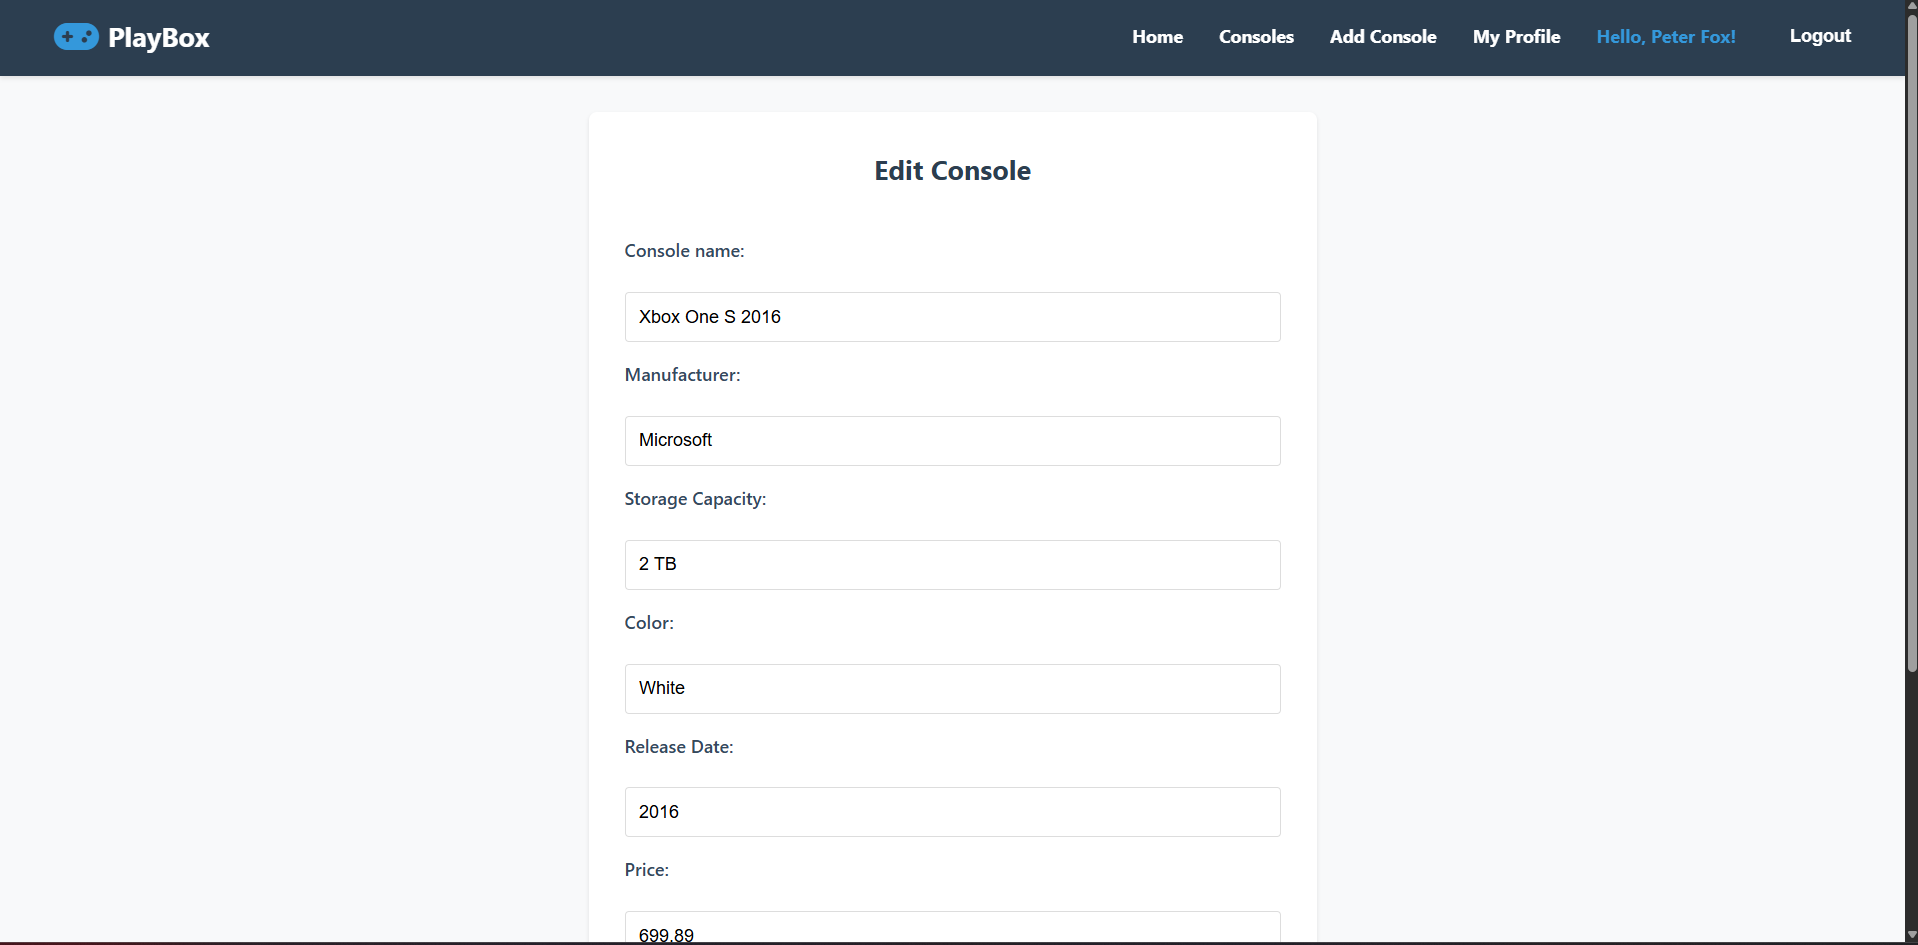 PlayBox
Home Consoles Add Console My Profile Hello, Peter Fox! Logout
Edit Console
Console name:
Xbox One S 2016
Manufacturer:
Microsoft
Storage Capacity:
2 TB
Color:
White
Release Date:
2016
Price:
699.89